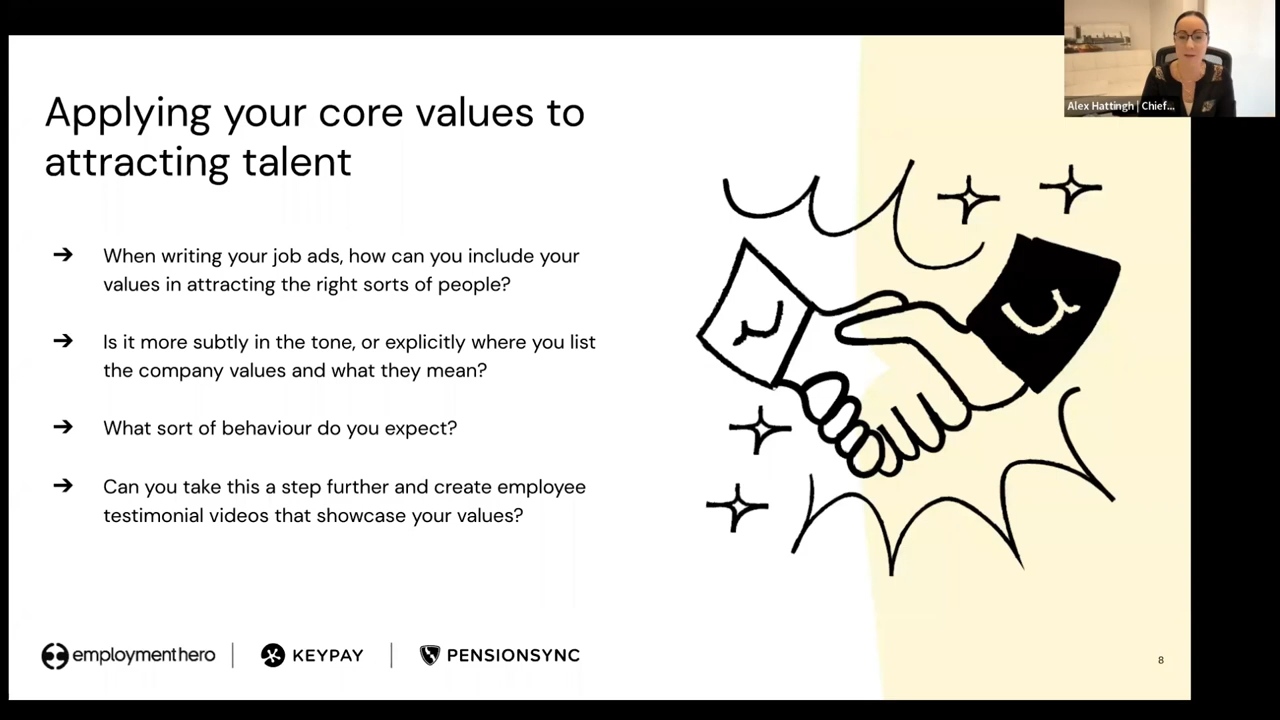 Applying your core values to
attracting talent
➔ When writing your job ads, how can you include your
values in attracting the right sorts of people?
➔ Is it more subtly in the tone, or explicitly where you list
the company values and what they mean?
➔ What sort of behaviour do you expect?
➔ Can you take this a step further and create employee
testimonial videos that showcase your values?
employmenthero | KEYPAY | PENSIONSYNC
8
Alex Hattingh | Chief...